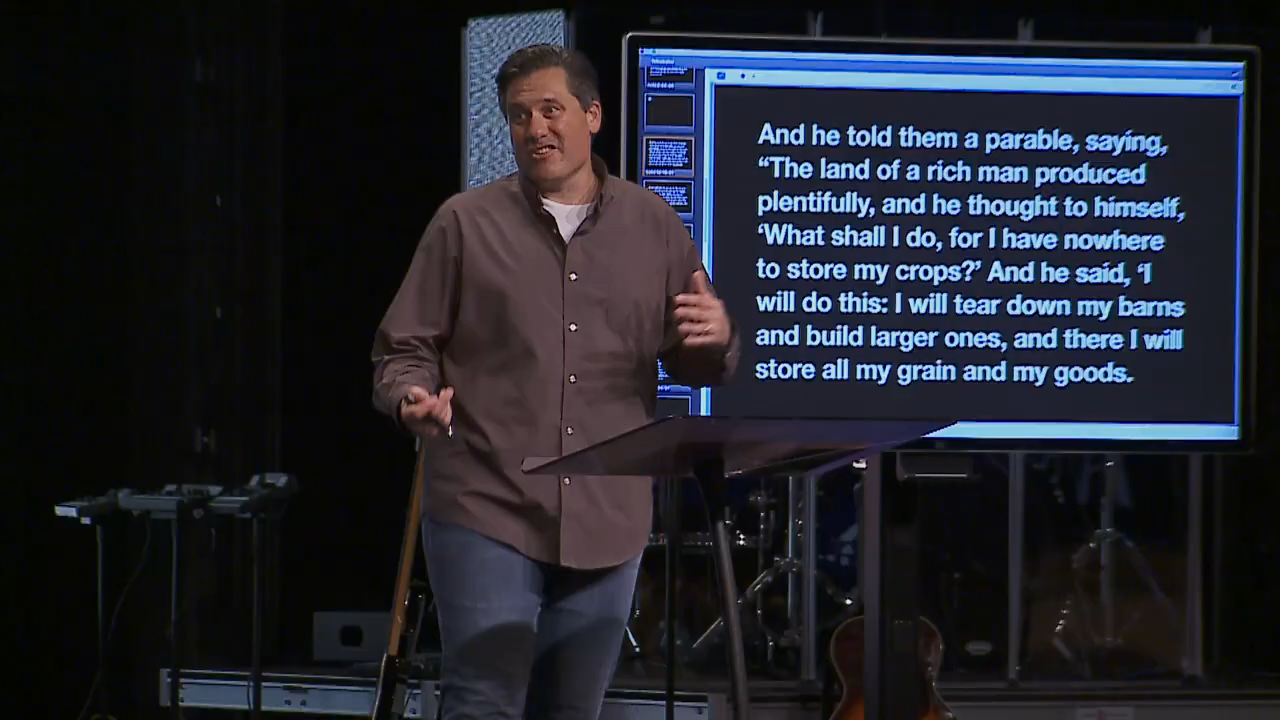 And he told them a parable, saying,
“The land of a rich man produced
plentifully, and he thought to himself,
‘What shall I do, for I have nowhere
to store my crops?’ And he said, ‘I
will do this: I will tear down my barns
and build larger ones, and there I will
store all my grain and my goods.